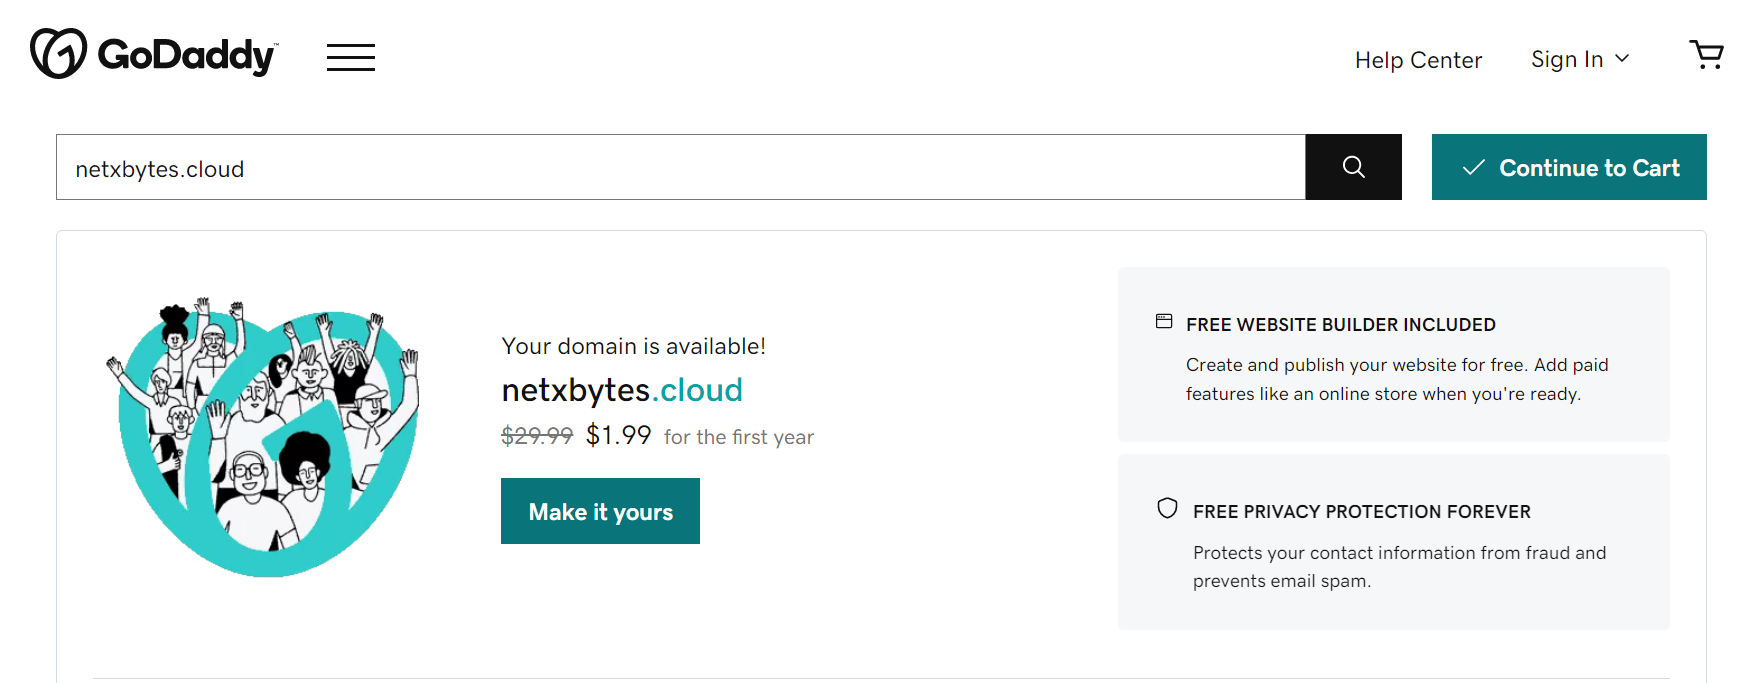 GoDaddy™
Help Center
Sign In
netxbytes.cloud
Continue to Cart
Your domain is available!
netxbytes.cloud
$29.99 $1.99 for the first year
Make it yours
FREE WEBSITE BUILDER INCLUDED
Create and publish your website for free. Add paid
features like an online store when you're ready.
FREE PRIVACY PROTECTION FOREVER
Protects your contact information from fraud and
prevents email spam.